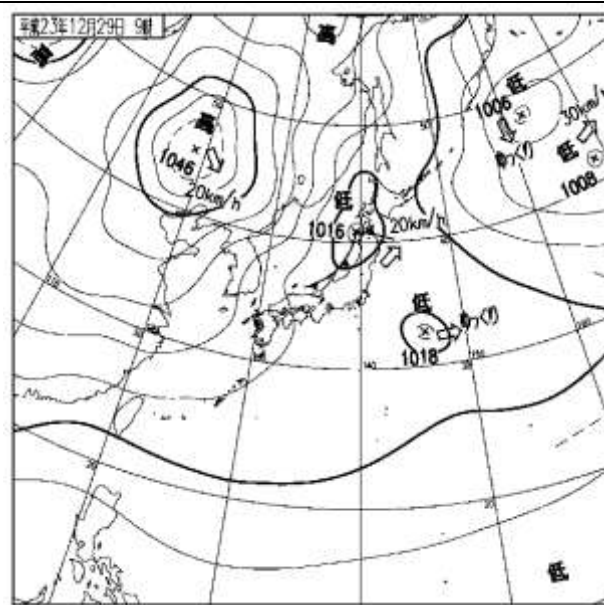 平成23年12月29日 9時
高
高
高
1046
20km/h
低
1016
20km/h
低
1006
ゆっくり
30km/h
低
1008
低
ゆっくり
1018
低